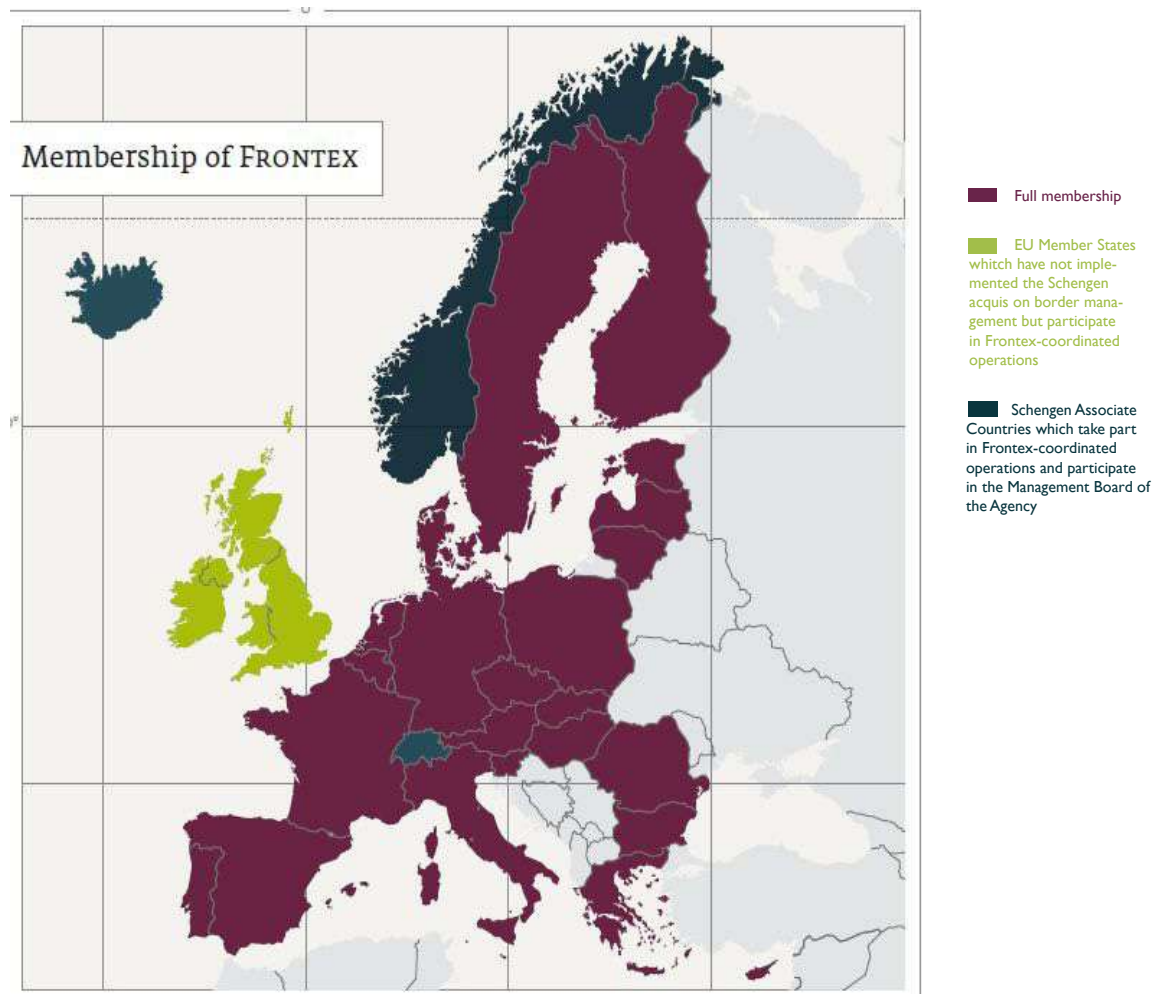 Membership of FRONTEX
Full membership
EU Member States
whitch have not imple-
mented the Schengen
acquis on border mana-
gement but participate
in Frontex-coordinated
operations
Schengen Associate
Countries which take part
in Frontex-coordinated
operations and participate
in the Management Board of
the Agency